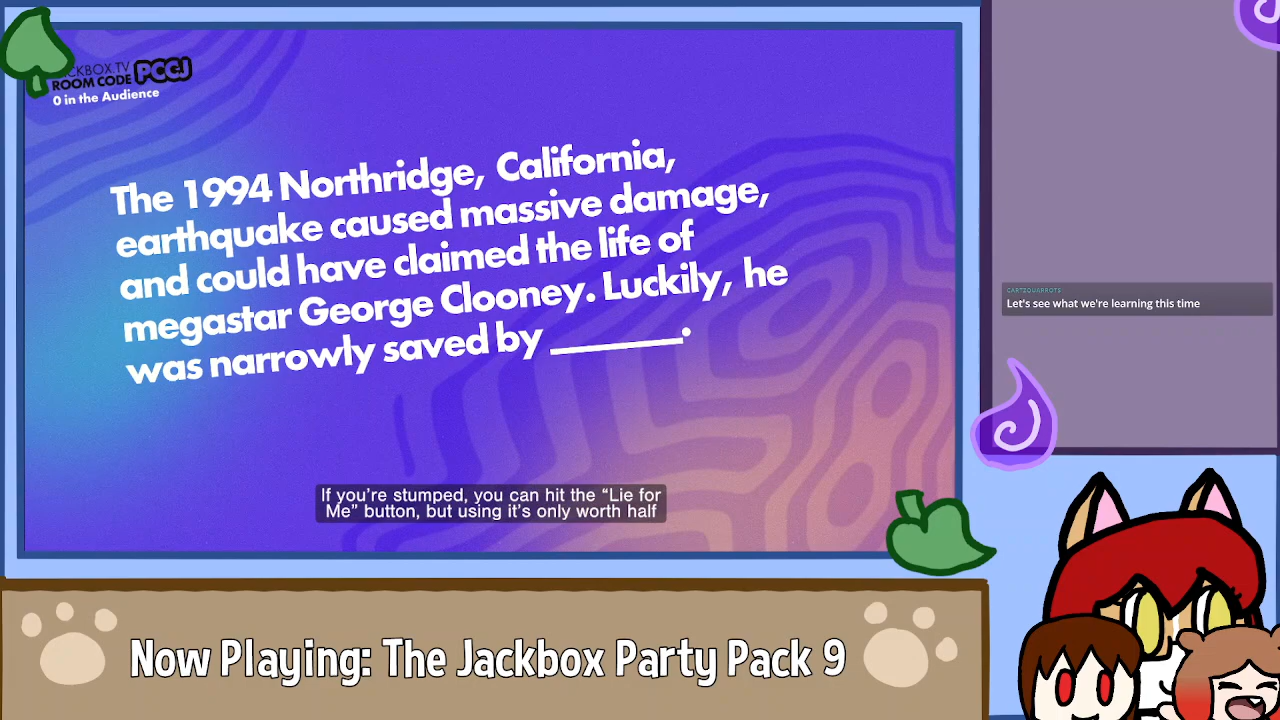 JACKBOX.TV
ROOM CODE PCGJ
0 in the Audience
The 1994 Northridge, California,
earthquake caused massive damage,
and could have claimed the life of
megastar George Clooney. Luckily, he
was narrowly saved by ______.
If you're stumped, you can hit the “Lie for
Me” button, but using it's only worth half
Let's see what we're learning this time
Now Playing: The Jackbox Party Pack 9